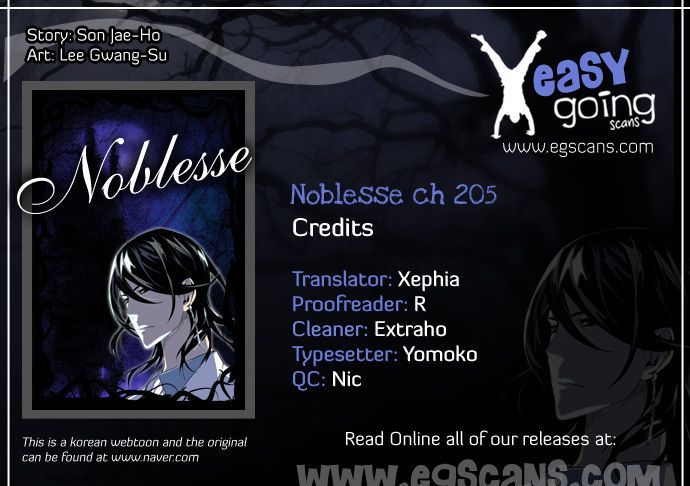 Story: Son Jae-Ho
Art: Lee Gwang-Su
easy
going
scans
www.egscans.com
Noblesse
Noblesse ch 205
Credits
Translator: Xephia
Proofreader: R
Cleaner: Extraho
Typesetter: Yomoko
QC: Nic
This is a korean webtoon and the original
can be found at www.naver.com
Read Online all of our releases at:
www.egscans.com